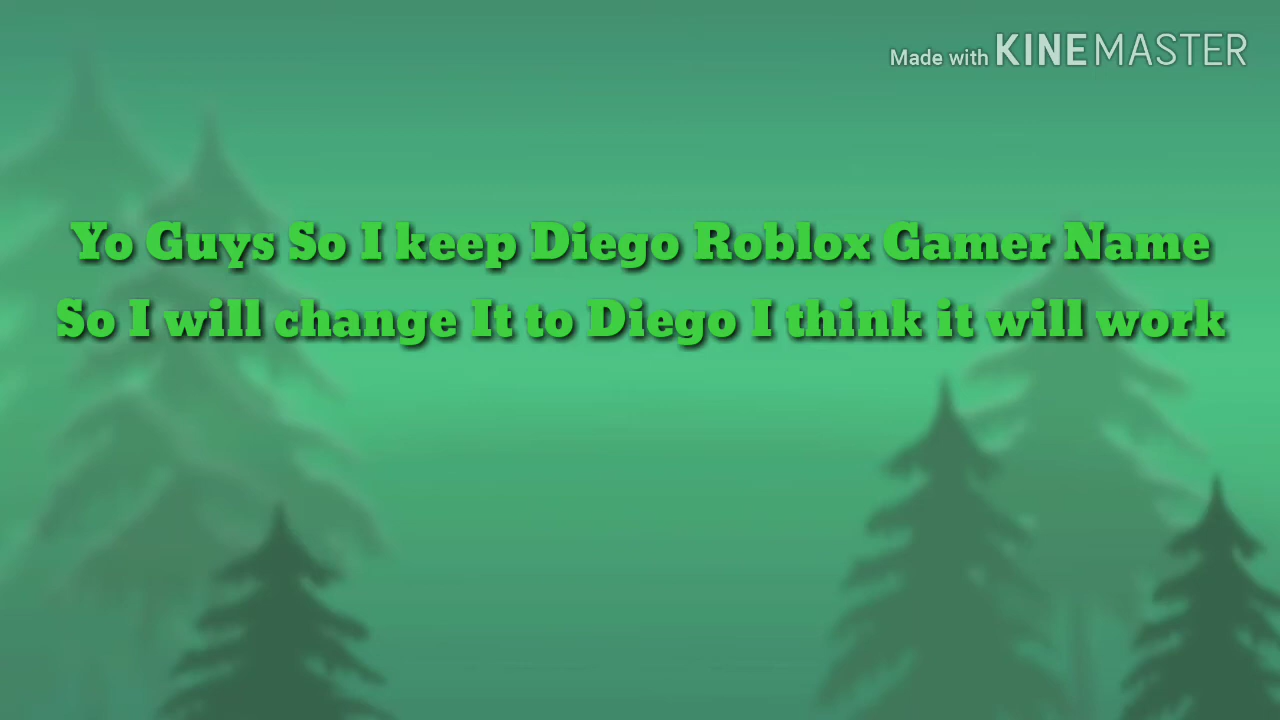 Made with KINEMASTER
Yo Guys So I keep Diego Roblox Gamer Name
So I will change It to Diego I think it will work